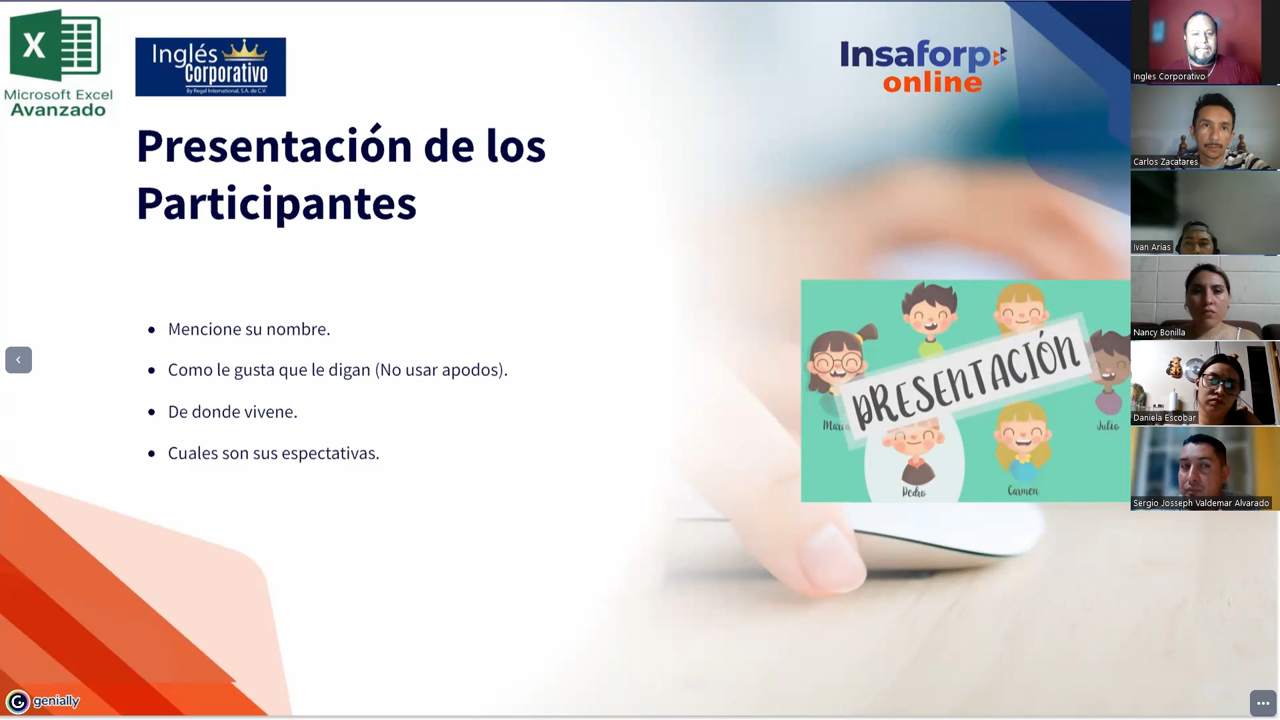 Microsoft Excel
Avanzado
Inglés
Corporativo
By Regal International, S.A. de C.V.
Insaforp
online
Presentación de los
Participantes
Mencione su nombre.
Como le gusta que le digan (No usar apodos).
De donde vivene.
Cuales son sus espectativas.
PRESENTACIÓN
María
Julio
Pedro
Carmen
Ingles Corporativo
Carlos Zacatares
Ivan Arias
Nancy Bonilla
Daniela Escobar
Sergio Josseph Valdemar Alvarado
genially